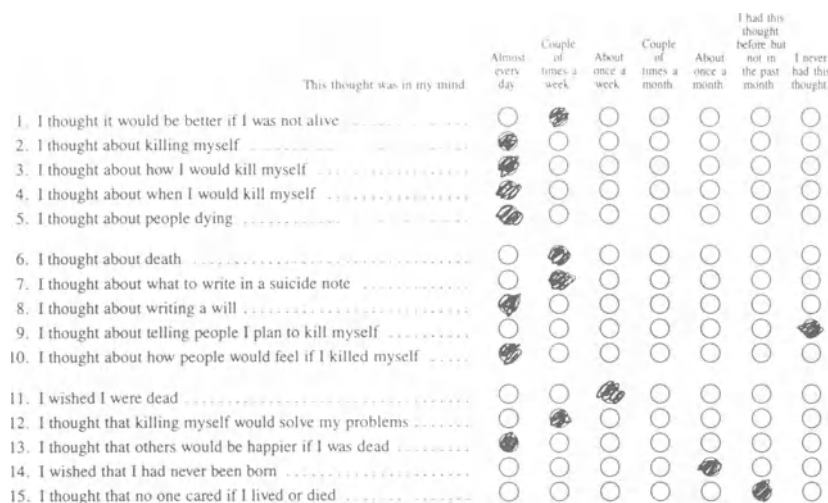 I had this
thought
Couple Couple before but
Almost of About of About not in I never
every times a once a times a once a the past had this
This thought was in my mind day week week month month month thought
1. I thought it would be better if I was not alive
2. I thought about killing myself
3. I thought about how I would kill myself
4. I thought about when I would kill myself
5. I thought about people dying
6. I thought about death
7. I thought about what to write in a suicide note
8. I thought about writing a will
9. I thought about telling people I plan to kill myself
10. I thought about how people would feel if I killed myself
11. I wished I were dead
12. I thought that killing myself would solve my problems
13. I thought that others would be happier if I was dead
14. I wished that I had never been born
15. I thought that no one cared if I lived or died